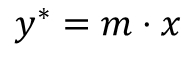 y* = m · x